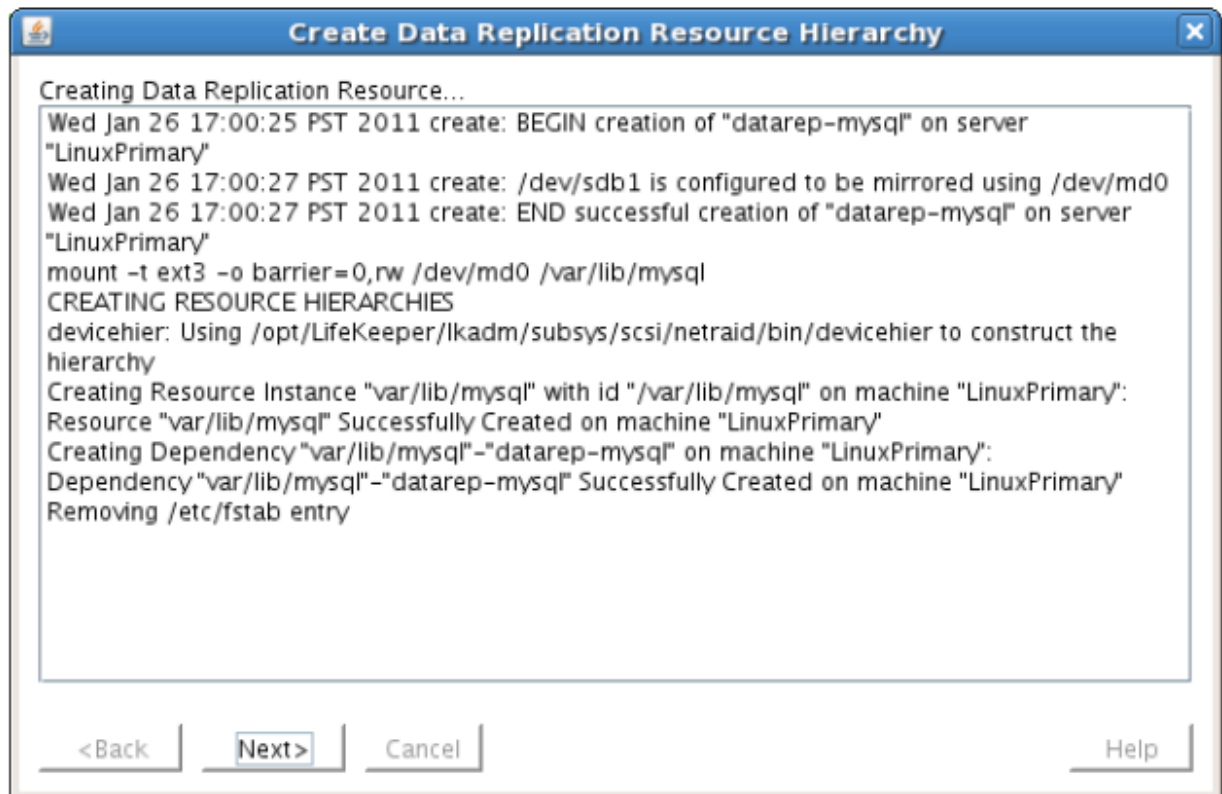 Create Data Replication Resource Hierarchy
Creating Data Replication Resource...
Wed Jan 26 17:00:25 PST 2011 create: BEGIN creation of "datarep-mysql" on server
"LinuxPrimary"
Wed Jan 26 17:00:27 PST 2011 create: /dev/sdb1 is configured to be mirrored using /dev/md0
Wed Jan 26 17:00:27 PST 2011 create: END successful creation of "datarep-mysql" on server
"LinuxPrimary"
mount -t ext3 -o barrier=0,rw /dev/md0 /var/lib/mysql
CREATING RESOURCE HIERARCHIES
devicehier: Using /opt/LifeKeeper/lkadm/subsys/scsi/netraid/bin/devicehier to construct the
hierarchy
Creating Resource Instance "var/lib/mysql" with id "/var/lib/mysql" on machine "LinuxPrimary":
Resource "var/lib/mysql" Successfully Created on machine "LinuxPrimary"
Creating Dependency "var/lib/mysql"-"datarep-mysql" on machine "LinuxPrimary":
Dependency "var/lib/mysql"-"datarep-mysql" Successfully Created on machine "LinuxPrimary"
Removing /etc/fstab entry
<Back Next> Cancel Help